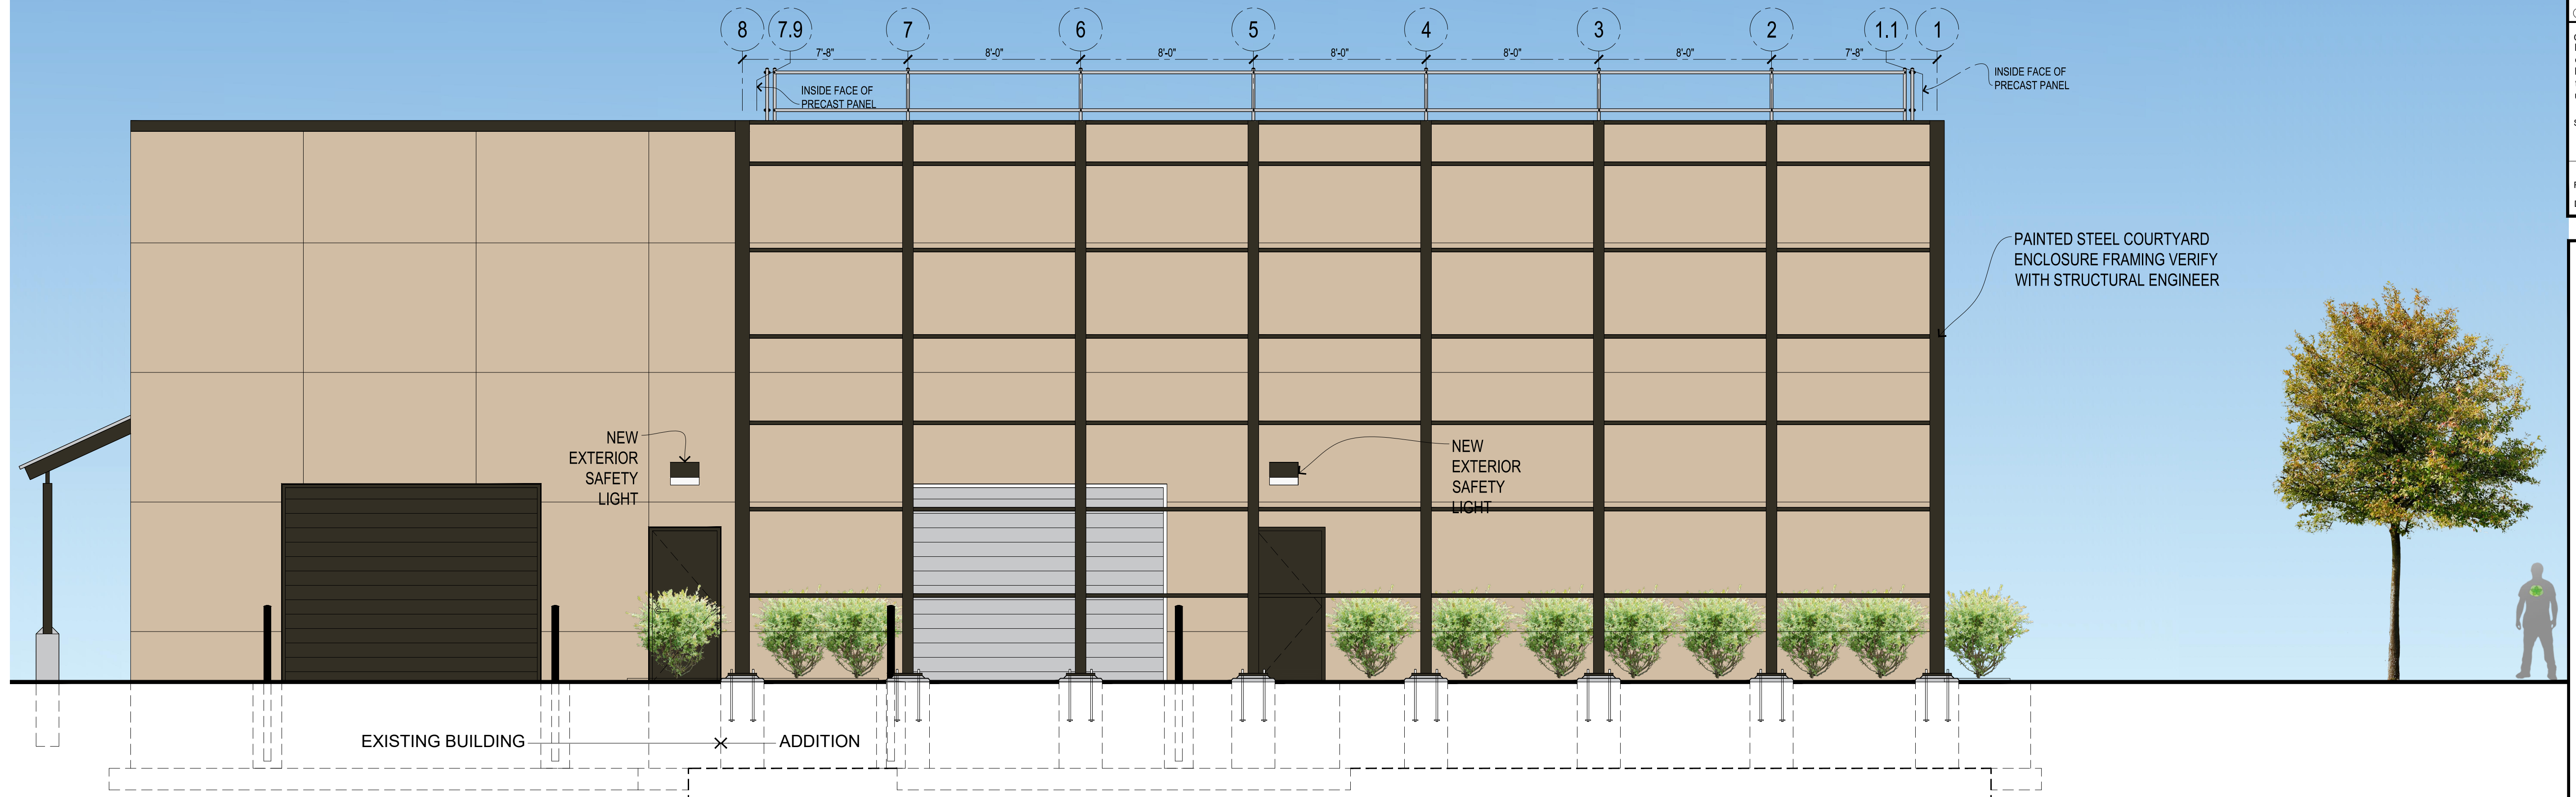 8 7.9 7 6 5 4 3 2 1.1 1
7'-8" 8'-0" 8'-0" 8'-0" 8'-0" 8'-0" 7'-8"
INSIDE FACE OF
PRECAST PANEL
INSIDE FACE OF
PRECAST PANEL
PAINTED STEEL COURTYARD
ENCLOSURE FRAMING VERIFY
WITH STRUCTURAL ENGINEER
NEW
EXTERIOR
SAFETY
LIGHT
NEW
EXTERIOR
SAFETY
LIGHT
EXISTING BUILDING
ADDITION